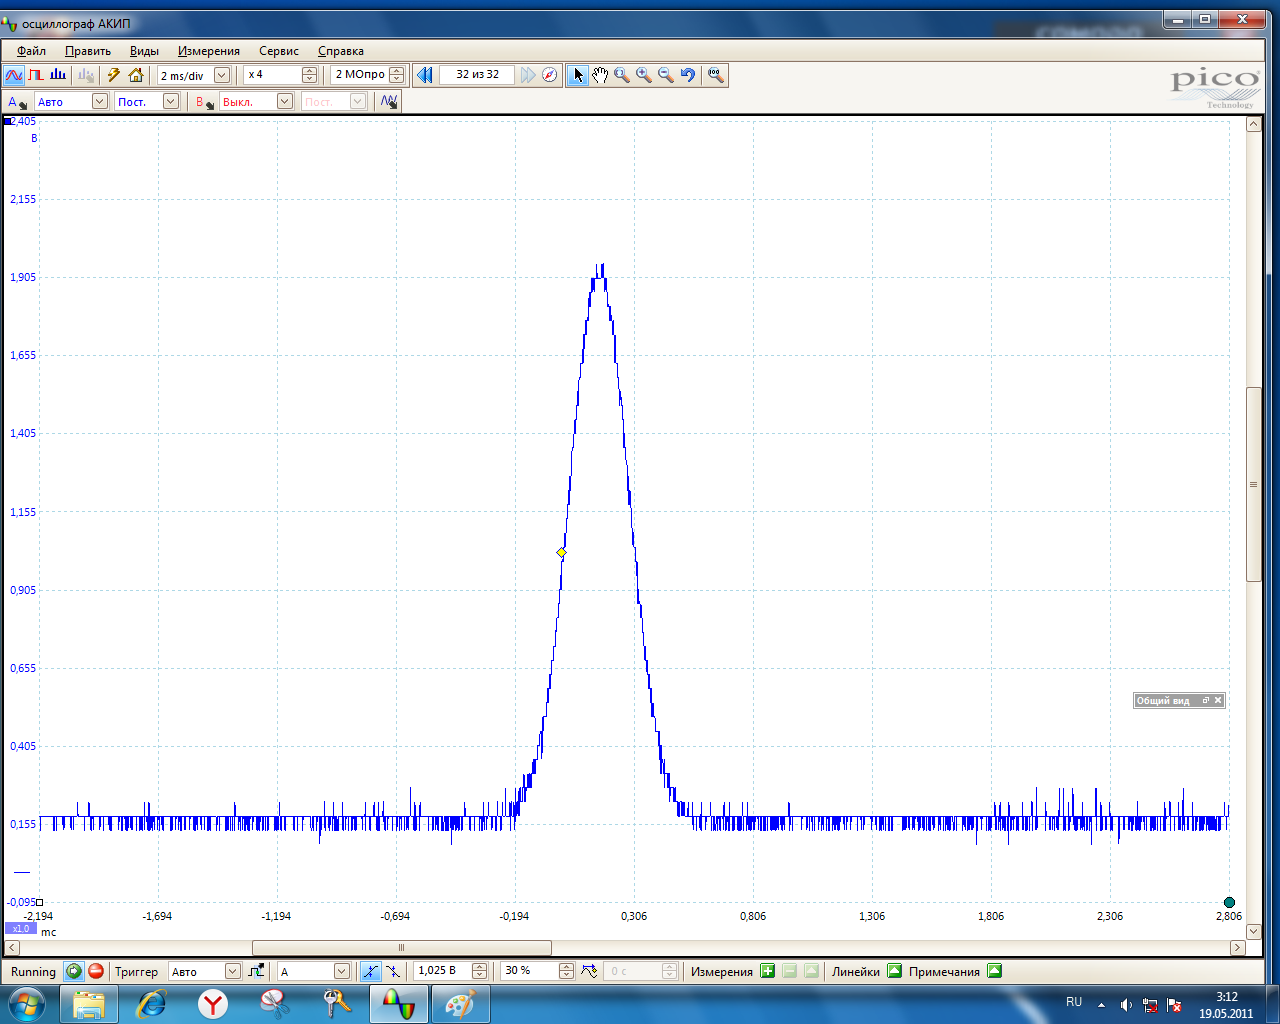 осциллограф АКИП
Файл Править Виды Измерения Сервис Справка
2 ms/div x 4 2 МОпро 32 из 32
pico
Technology
A Авто Пост. B Выкл. Пост.
2,405
В
2,155
1,905
1,655
1,405
1,155
0,905
0,655
Общий вид
0,405
0,155
-0,095
-2,194 -1,694 -1,194 -0,694 -0,194 0,306 0,806 1,306 1,806 2,306 2,806
x1,0 mc
Running Триггер Авто A 1,025 В 30 % 0 с Измерения Линейки Примечания
RU 3:12
19.05.2011